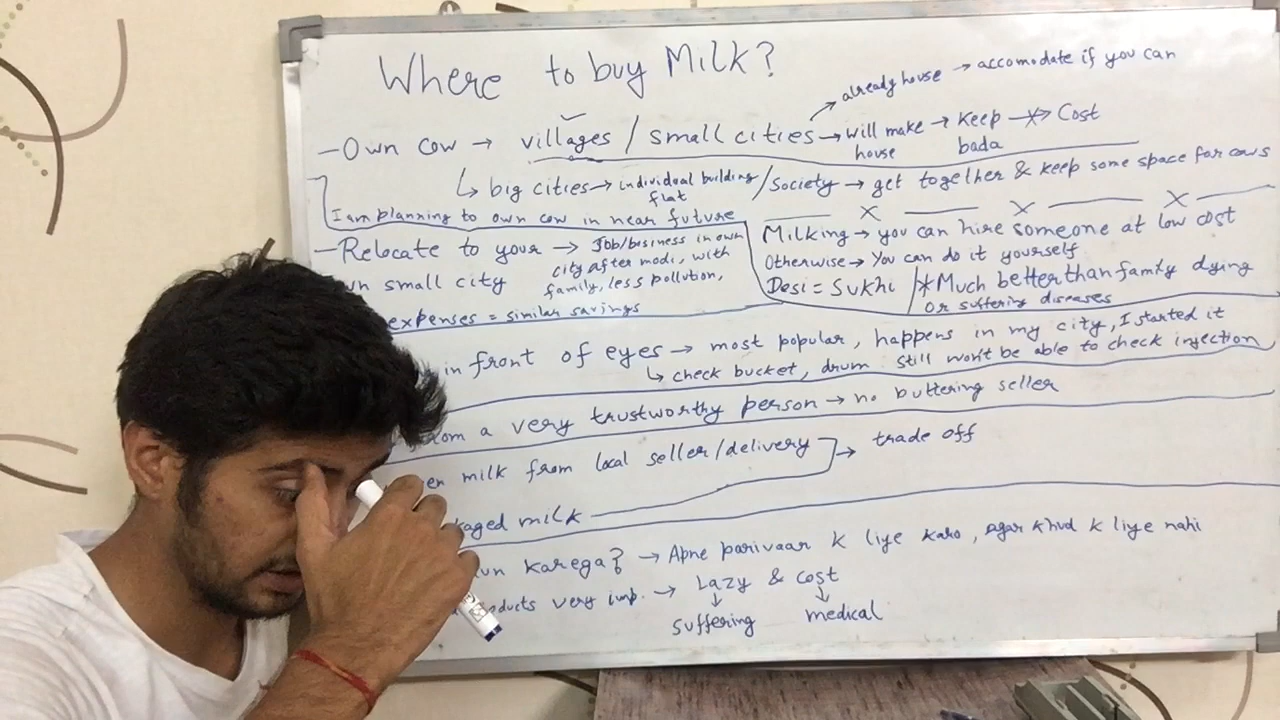 Where to buy Milk?
already house → accomodate if you can
- Own cow → villages / small cities → will make house → Keep bada → Cost
↳ big cities → individual building / flat / Society → get together & keep some space for cows
I am planning to own cow in near future
- Relocate to your → Job/business in own
own small city city after modi, with
family, less pollution,
expenses = similar savings
Milking → you can hire someone at low cost
Otherwise → You can do it yourself
Desi = Sukhi / * Much better than family dying
or suffering diseases
in front of eyes → most popular, happens in my city, I started it
↳ check bucket, drum still won't be able to check injection
from a very trustworthy person → no buttering seller
en milk from local seller/delivery → trade off
kaged milk
un karega? → Apne parivaar k liye karo, agar khud k liye nahi
oducts very imp. → Lazy & cost
↓ ↓
suffering medical